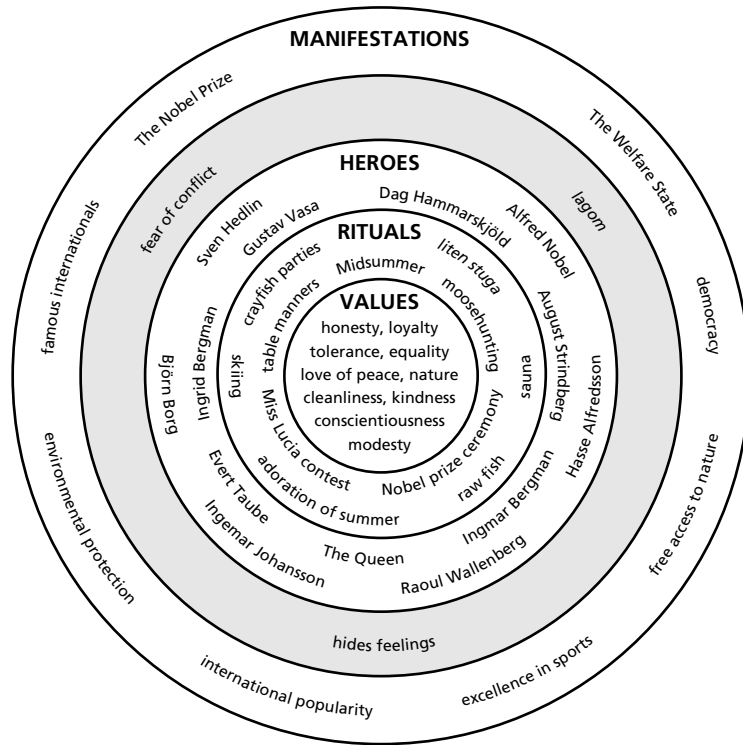 MANIFESTATIONS
The Nobel Prize
The Welfare State
famous internationals
democracy
environmental protection
free access to nature
international popularity
excellence in sports
fear of conflict
lagom
hides feelings
HEROES
Sven Hedlin
Gustav Vasa
Dag Hammarskjöld
Alfred Nobel
August Strindberg
Hasse Alfredsson
Björn Borg
Ingrid Bergman
Evert Taube
Ingemar Johansson
The Queen
Raoul Wallenberg
Ingmar Bergman
RITUALS
crayfish parties
Midsummer
liten stuga
table manners
moosehunting
skiing
sauna
Miss Lucia contest
Nobel prize ceremony
adoration of summer
raw fish
VALUES
honesty, loyalty
tolerance, equality
love of peace, nature
cleanliness, kindness
conscientiousness
modesty